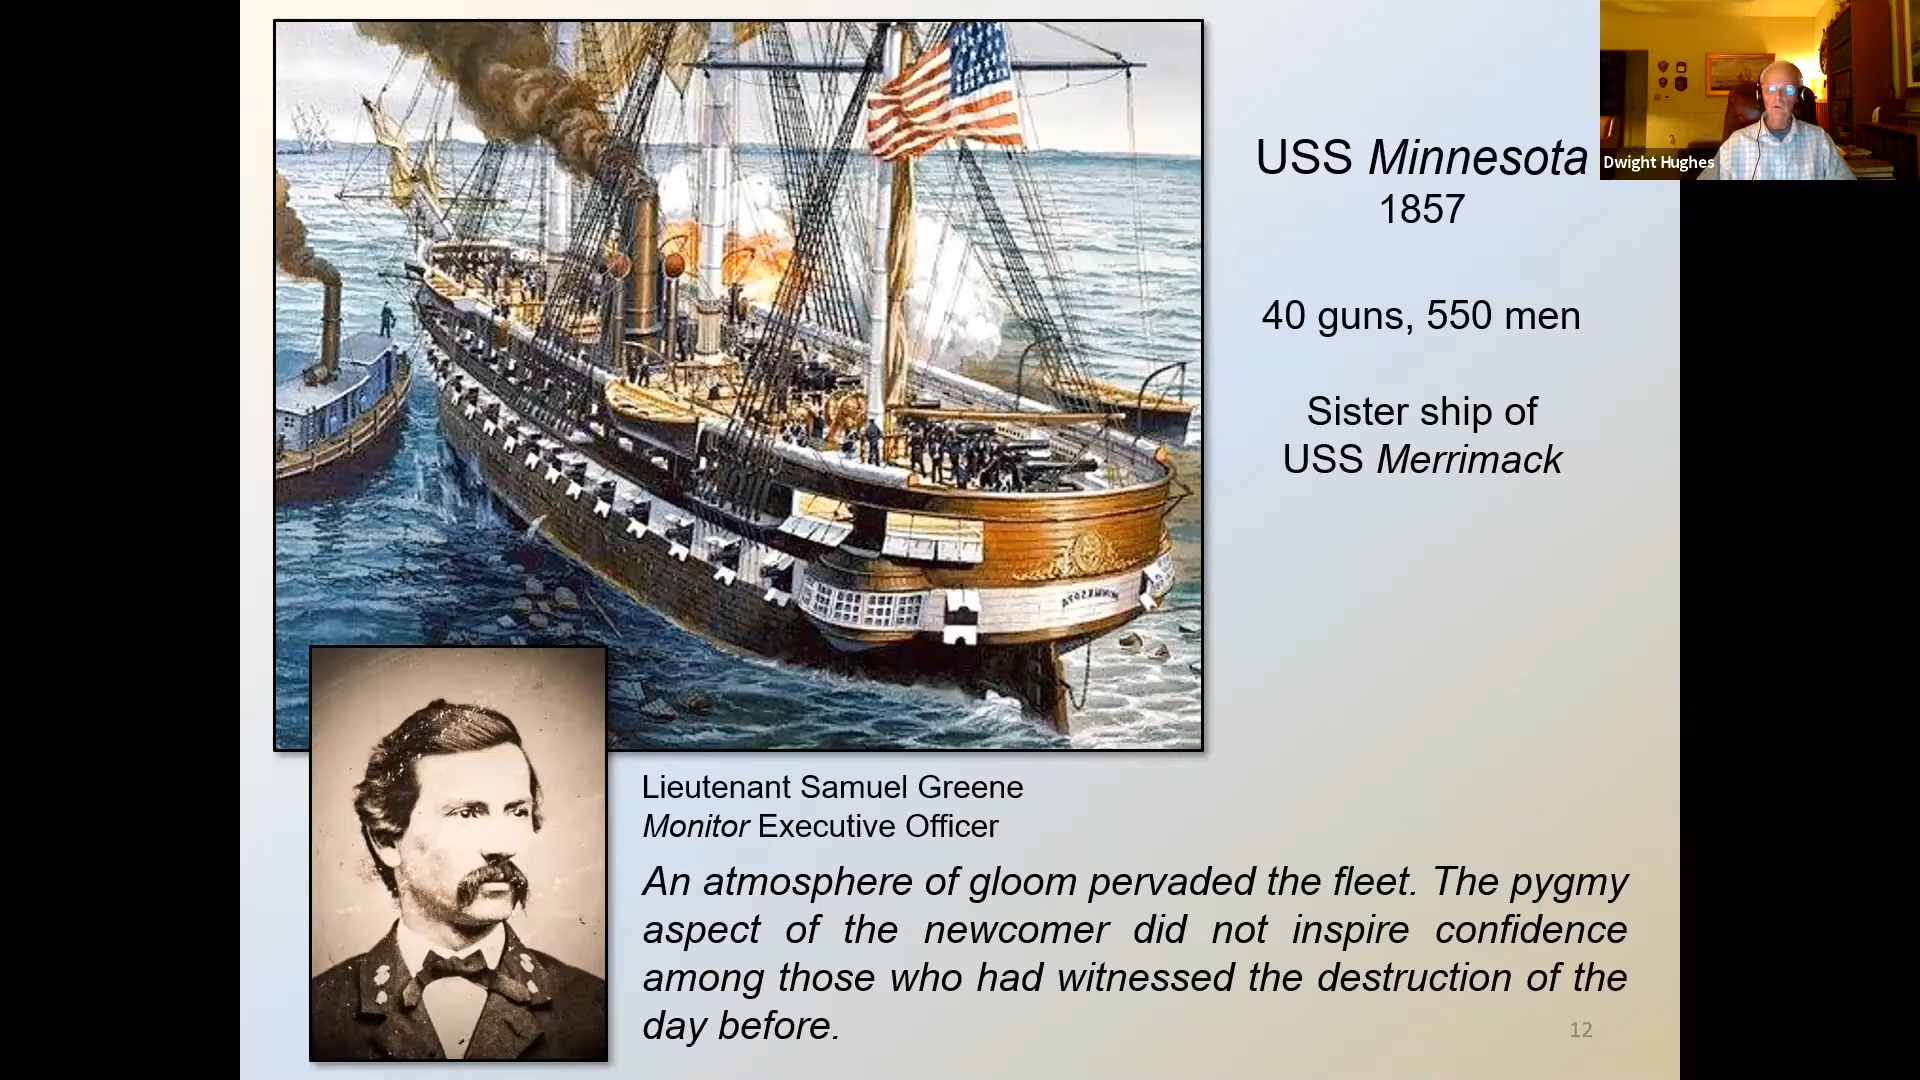 USS Minnesota
1857
40 guns, 550 men
Sister ship of
USS Merrimack
Dwight Hughes
Lieutenant Samuel Greene
Monitor Executive Officer
An atmosphere of gloom pervaded the fleet. The pygmy
aspect of the newcomer did not inspire confidence
among those who had witnessed the destruction of the
day before.
12